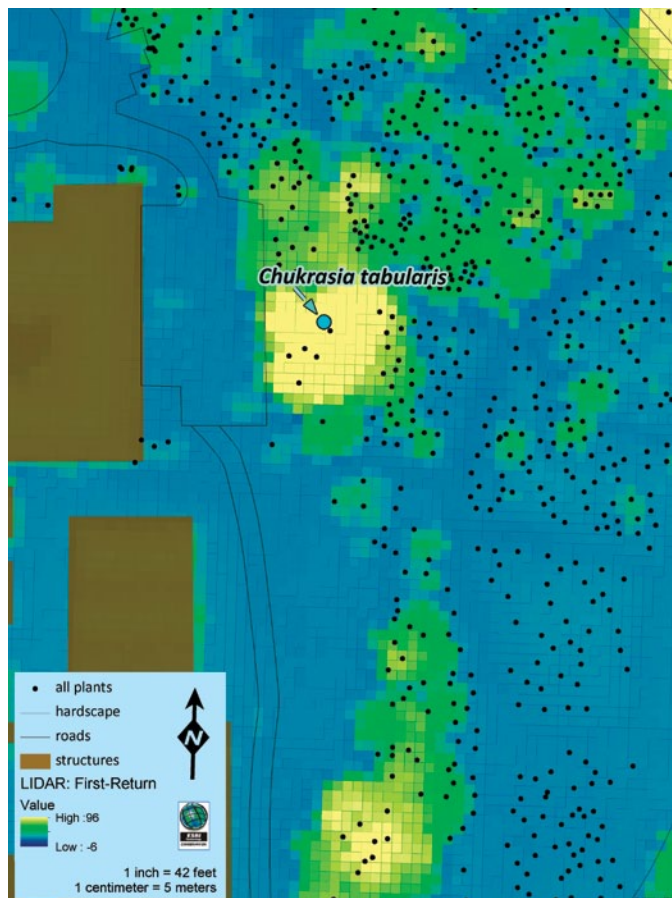 Chukrasia tabularis
all plants
hardscape
roads
structures
LIDAR: First-Return
Value
High :96
Low : -6
N
ESRI
1 inch = 42 feet
1 centimeter = 5 meters